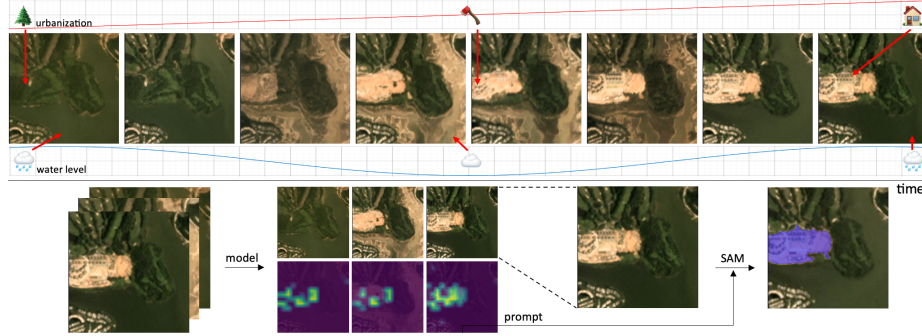 urbanization
water level
time
model
SAM
prompt